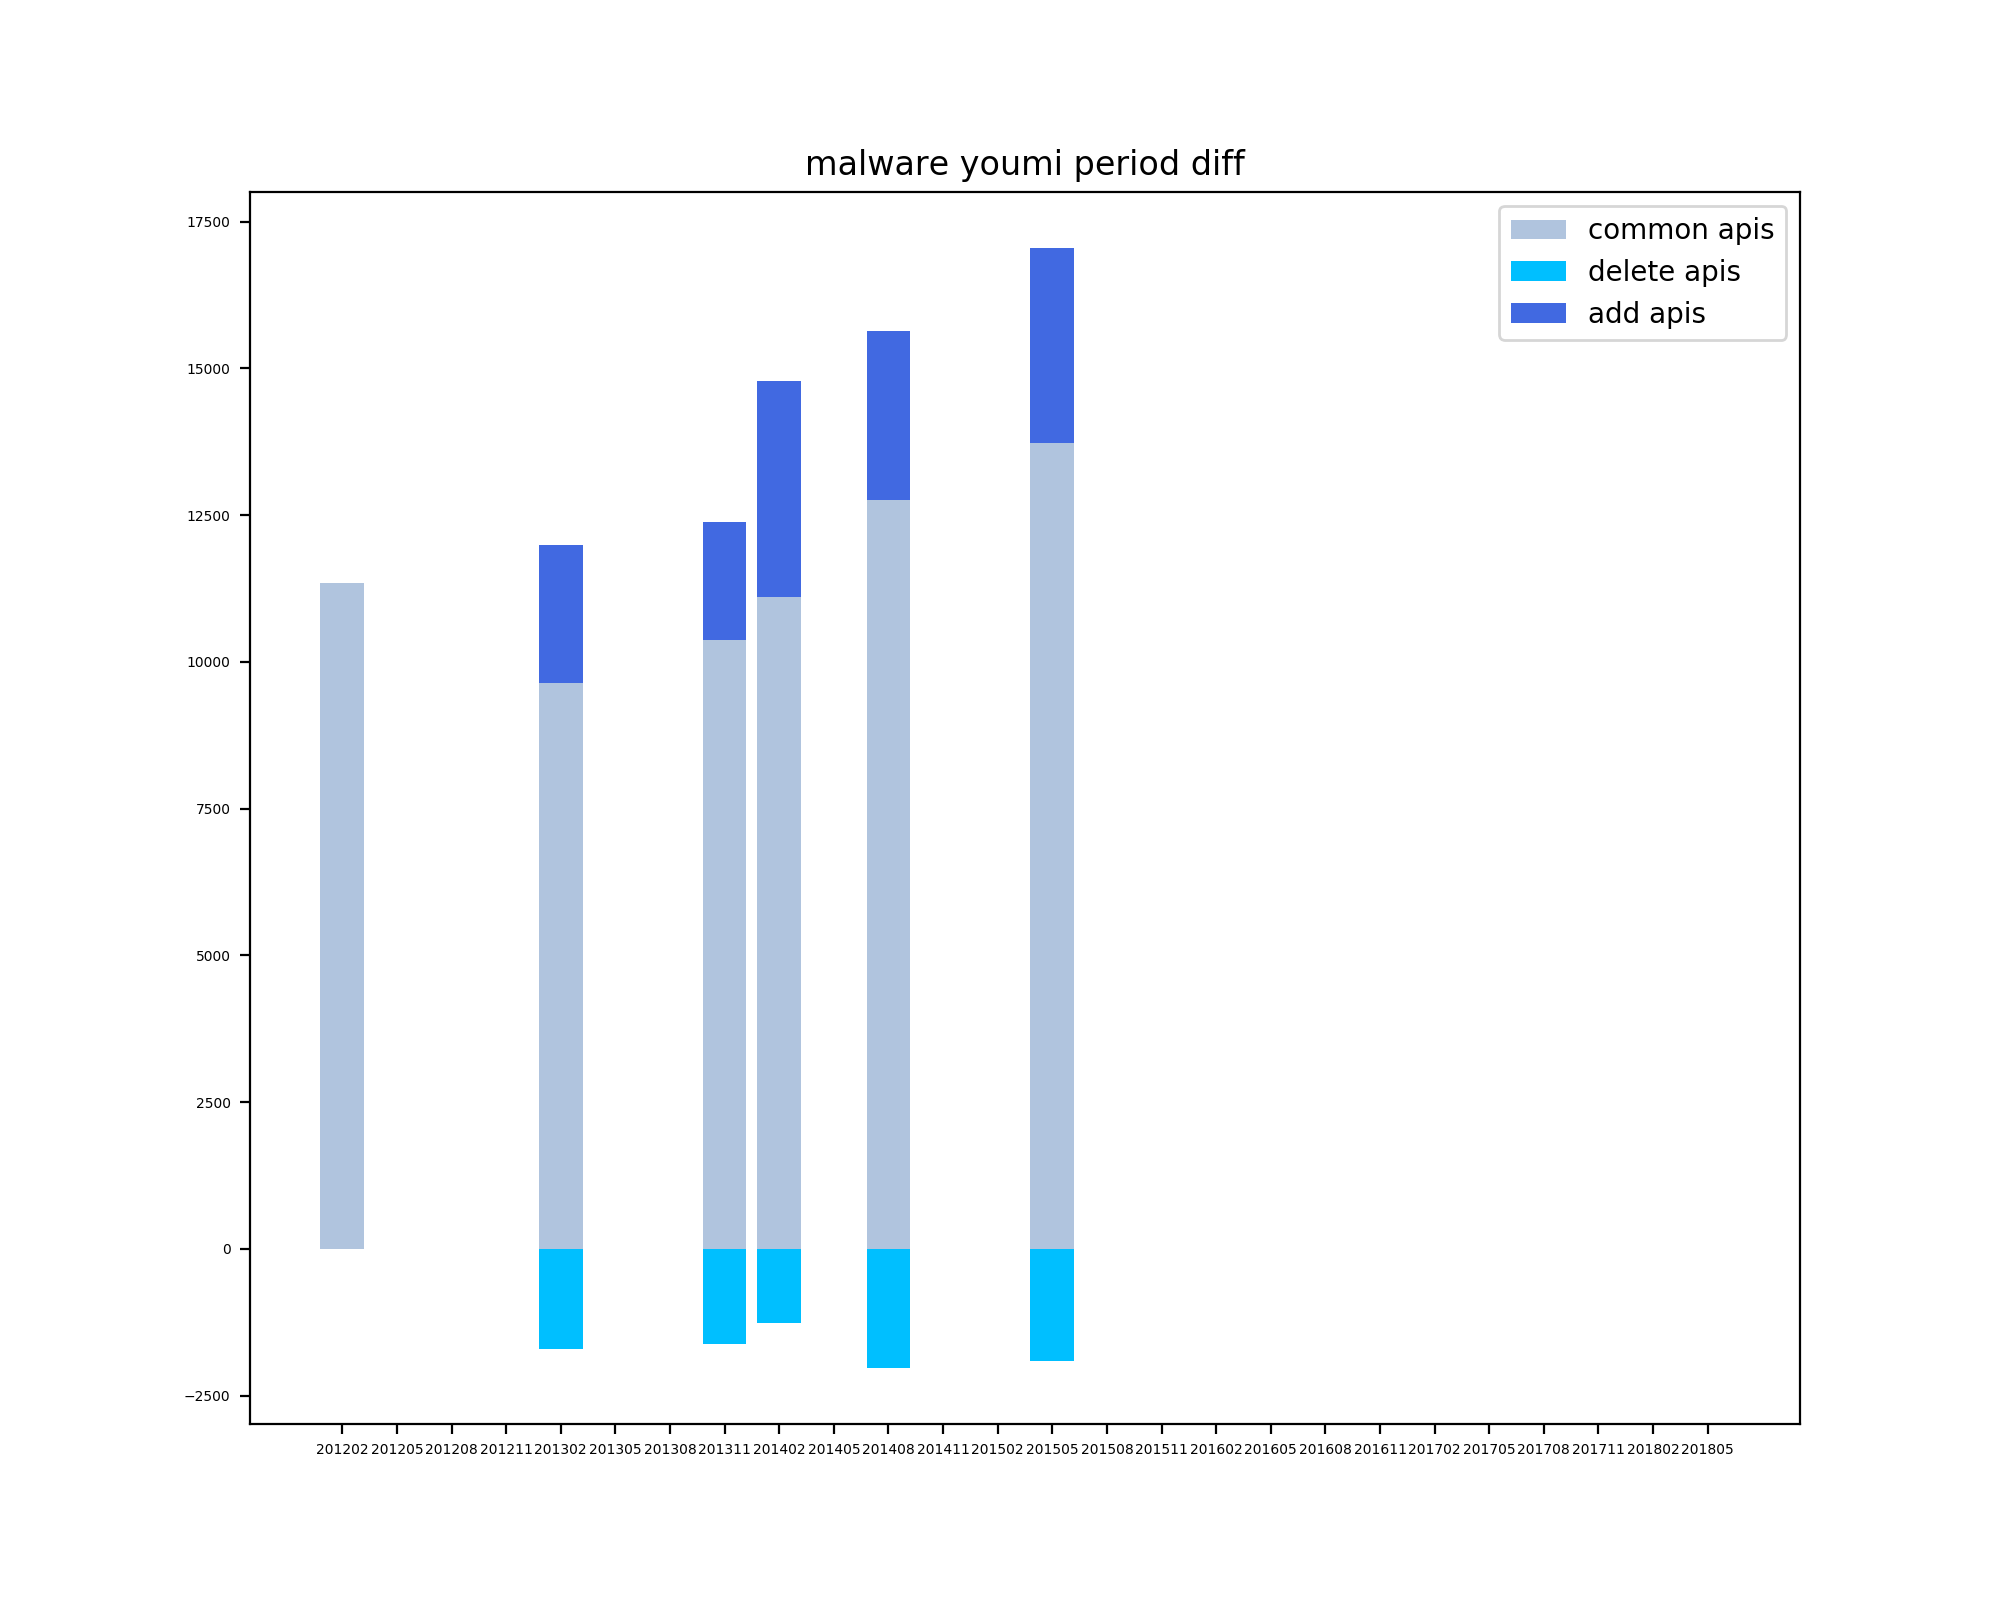 malware youmi period diff
common apis
delete apis
add apis
17500
15000
12500
10000
7500
5000
2500
0
−2500
201202 201205 201208 201211 201302 201305 201308 201311 201402 201405 201408 201411 201502 201505 201508 201511 201602 201605 201608 201611 201702 201705 201708 201711 201802 201805